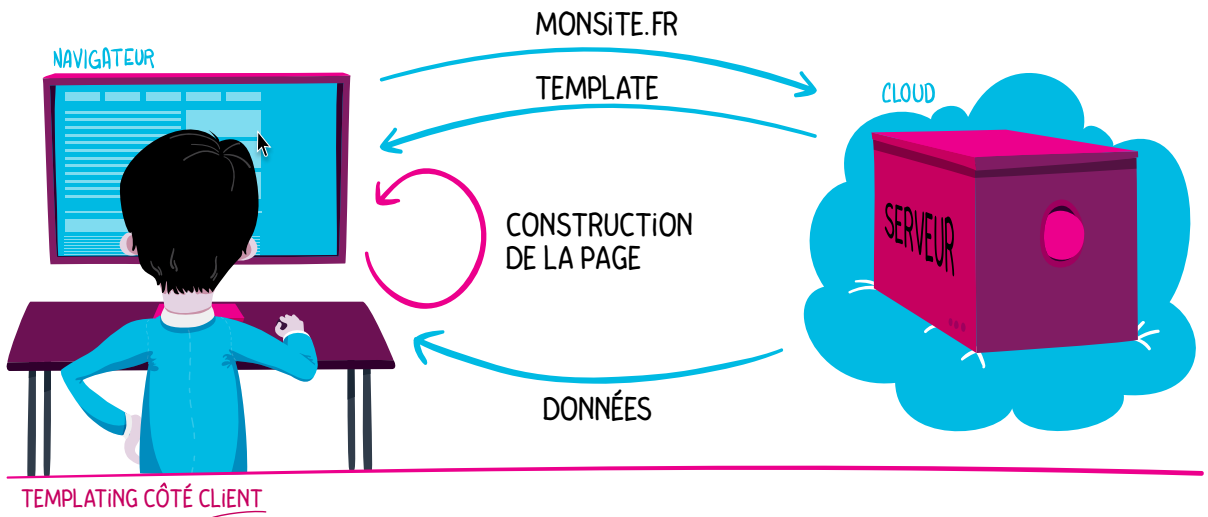 MONSiTE.FR
NAVIGATEUR
TEMPLATE
CLOUD
SERVEUR
CONSTRUCTiON
DE LA PAGE
DONNÉES
TEMPLATiNG CÔTÉ CLiENT